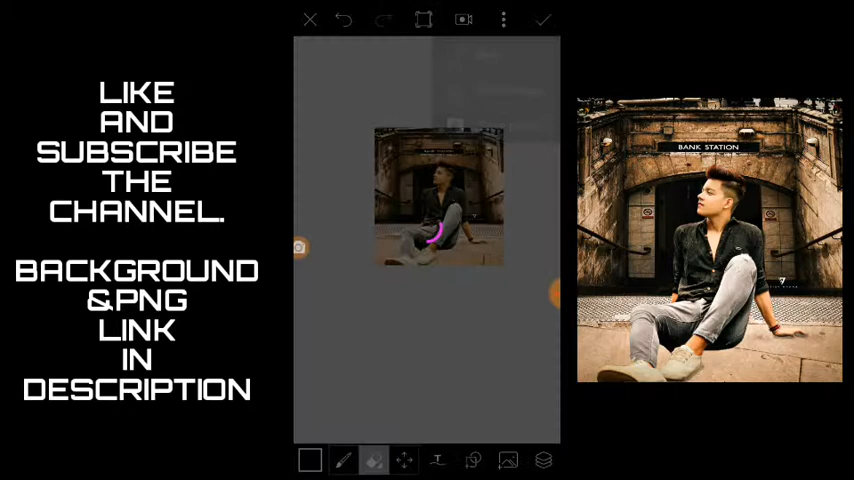 LIKE
AND
SUBSCRIBE
THE
CHANNEL.
BACKGROUND
&PNG
LINK
IN
DESCRIPTION
BANK STATION